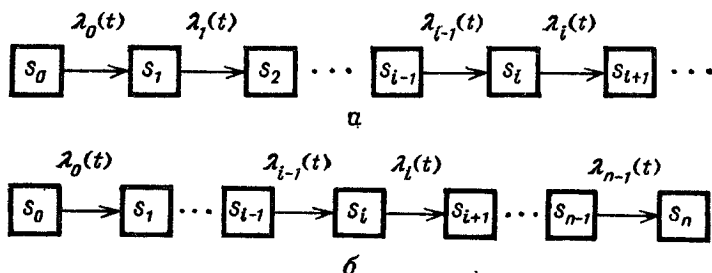 λ₀(t) λ₁(t) λᵢ₋₁(t) λᵢ(t)
S₀ S₁ S₂ ··· Sᵢ₋₁ Sᵢ Sᵢ₊₁ ···
а
λ₀(t) λᵢ₋₁(t) λᵢ(t) λₙ₋₁(t)
S₀ S₁ ··· Sᵢ₋₁ Sᵢ Sᵢ₊₁ ··· Sₙ₋₁ Sₙ
б